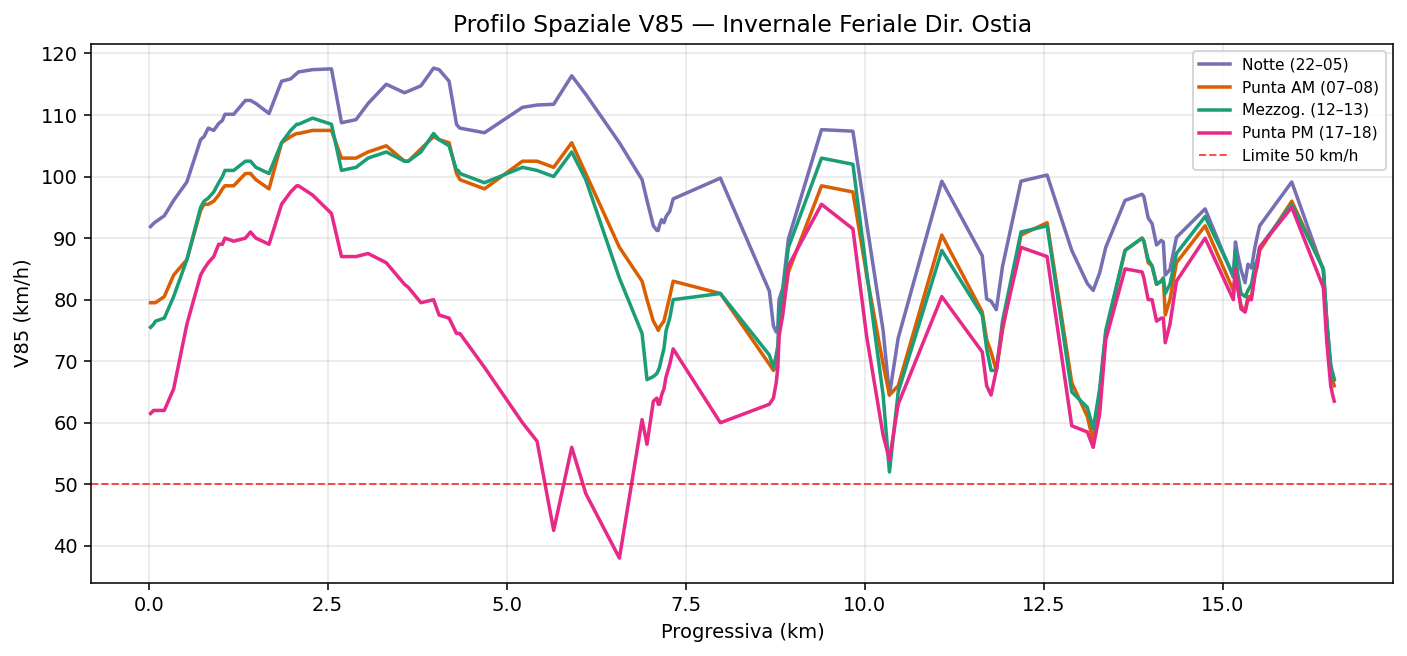 Profilo Spaziale V85 — Invernale Feriale Dir. Ostia
Notte (22–05)
Punta AM (07–08)
Mezzog. (12–13)
Punta PM (17–18)
Limite 50 km/h
V85 (km/h)
120
110
100
90
80
70
60
50
40
0.0
2.5
5.0
7.5
10.0
12.5
15.0
Progressiva (km)